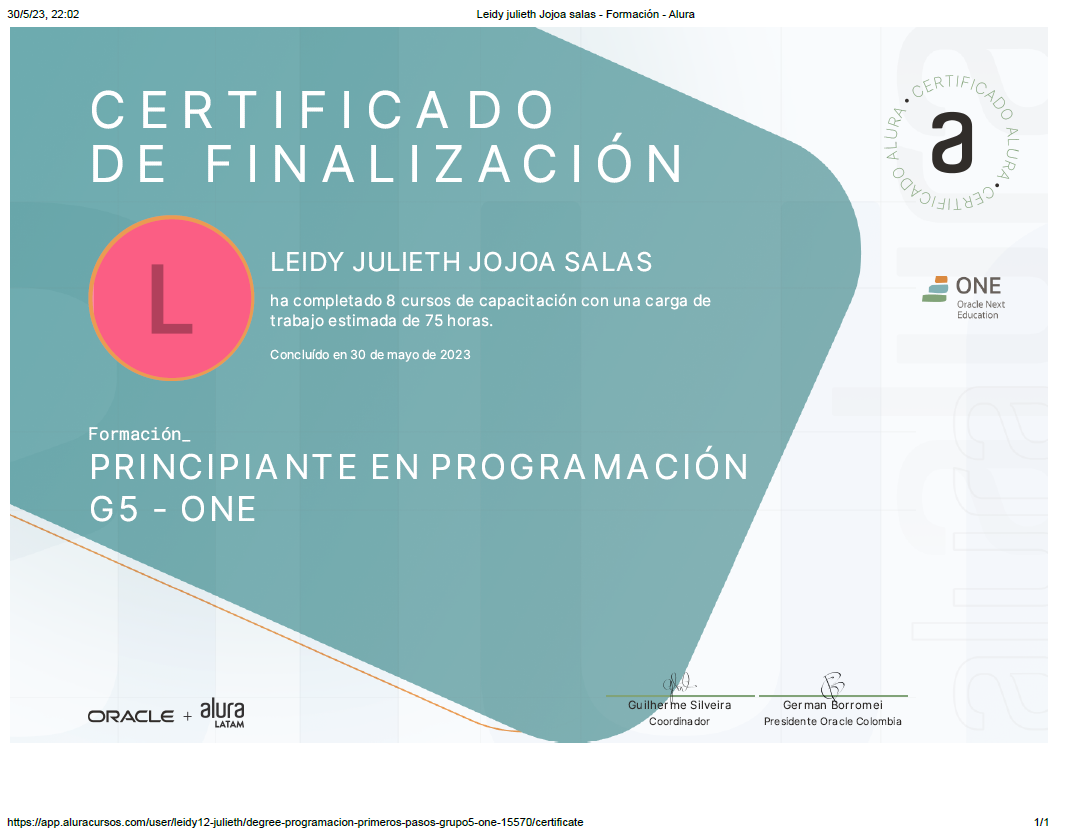 30/5/23, 22:02
Leidy julieth Jojoa salas - Formación - Alura
CERTIFICADO
DE FINALIZACIÓN
CERTIFICADO ALURA • CERTIFICADO ALURA •
a
L
LEIDY JULIETH JOJOA SALAS
ha completado 8 cursos de capacitación con una carga de
trabajo estimada de 75 horas.
Concluído en 30 de mayo de 2023
ONE
Oracle Next
Education
Formación_
PRINCIPIANTE EN PROGRAMACIÓN
G5 - ONE
alura
alura
ORACLE + alura
LATAM
Guilherme Silveira
Coordinador
German Borromei
Presidente Oracle Colombia
https://app.aluracursos.com/user/leidy12-julieth/degree-programacion-primeros-pasos-grupo5-one-15570/certificate
1/1